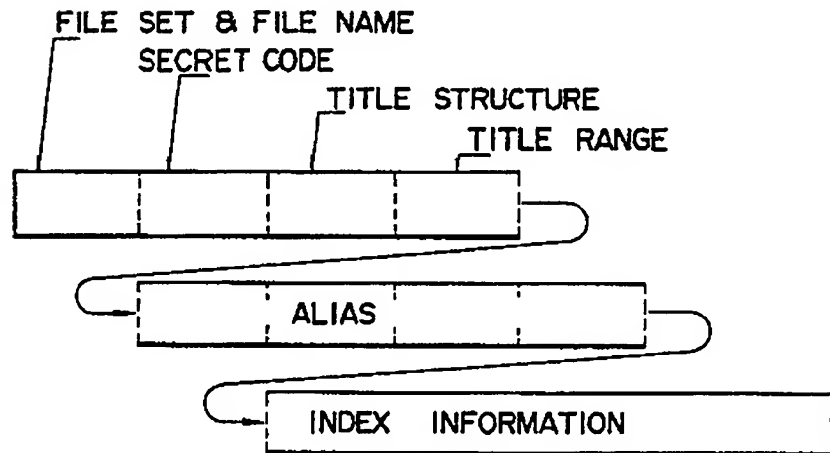 FILE SET & FILE NAME
SECRET CODE
TITLE STRUCTURE
TITLE RANGE
ALIAS
INDEX INFORMATION